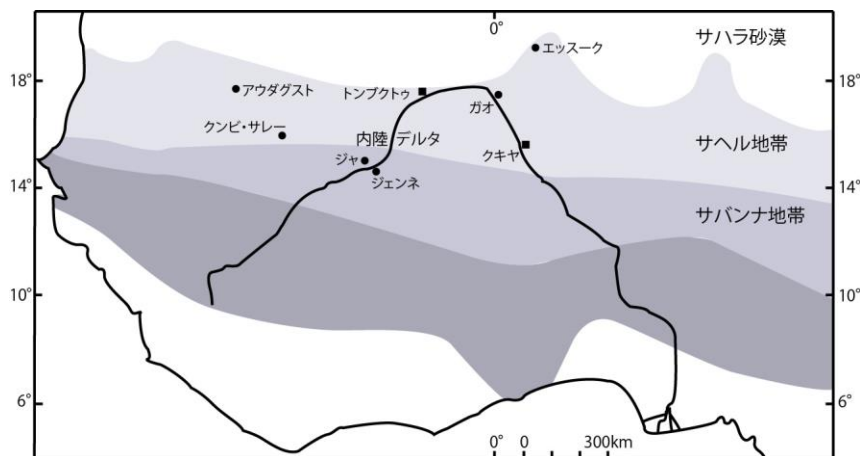 0°
サハラ砂漠
エッスーク
18°
18°
アウダグスト
トンブクトゥ
ガオ
クンビ・サレー
内陸 デルタ
サヘル地帯
クキヤ
ジャ
14°
14°
ジェンネ
サバンナ地帯
10°
10°
6°
6°
0° 0 300km